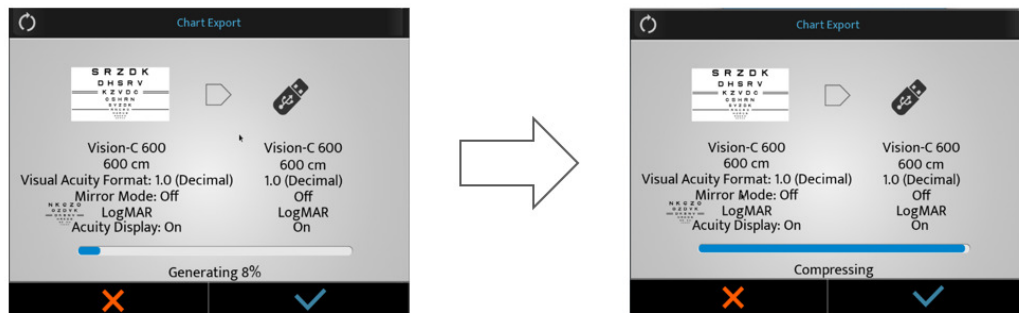 Chart Export
S R Z D K
D H S R V
K Z V D C
C S H R N
Vision-C 600
600 cm
Visual Acuity Format: 1.0 (Decimal)
Mirror Mode: Off
LogMAR
Acuity Display: On
N K C Z O
Vision-C 600
600 cm
1.0 (Decimal)
Off
LogMAR
On
Generating 8%
Chart Export
S R Z D K
D H S R V
K Z V D C
C S H R N
Vision-C 600
600 cm
Visual Acuity Format: 1.0 (Decimal)
Mirror Mode: Off
LogMAR
Acuity Display: On
N K C Z O
Vision-C 600
600 cm
1.0 (Decimal)
Off
LogMAR
On
Compressing